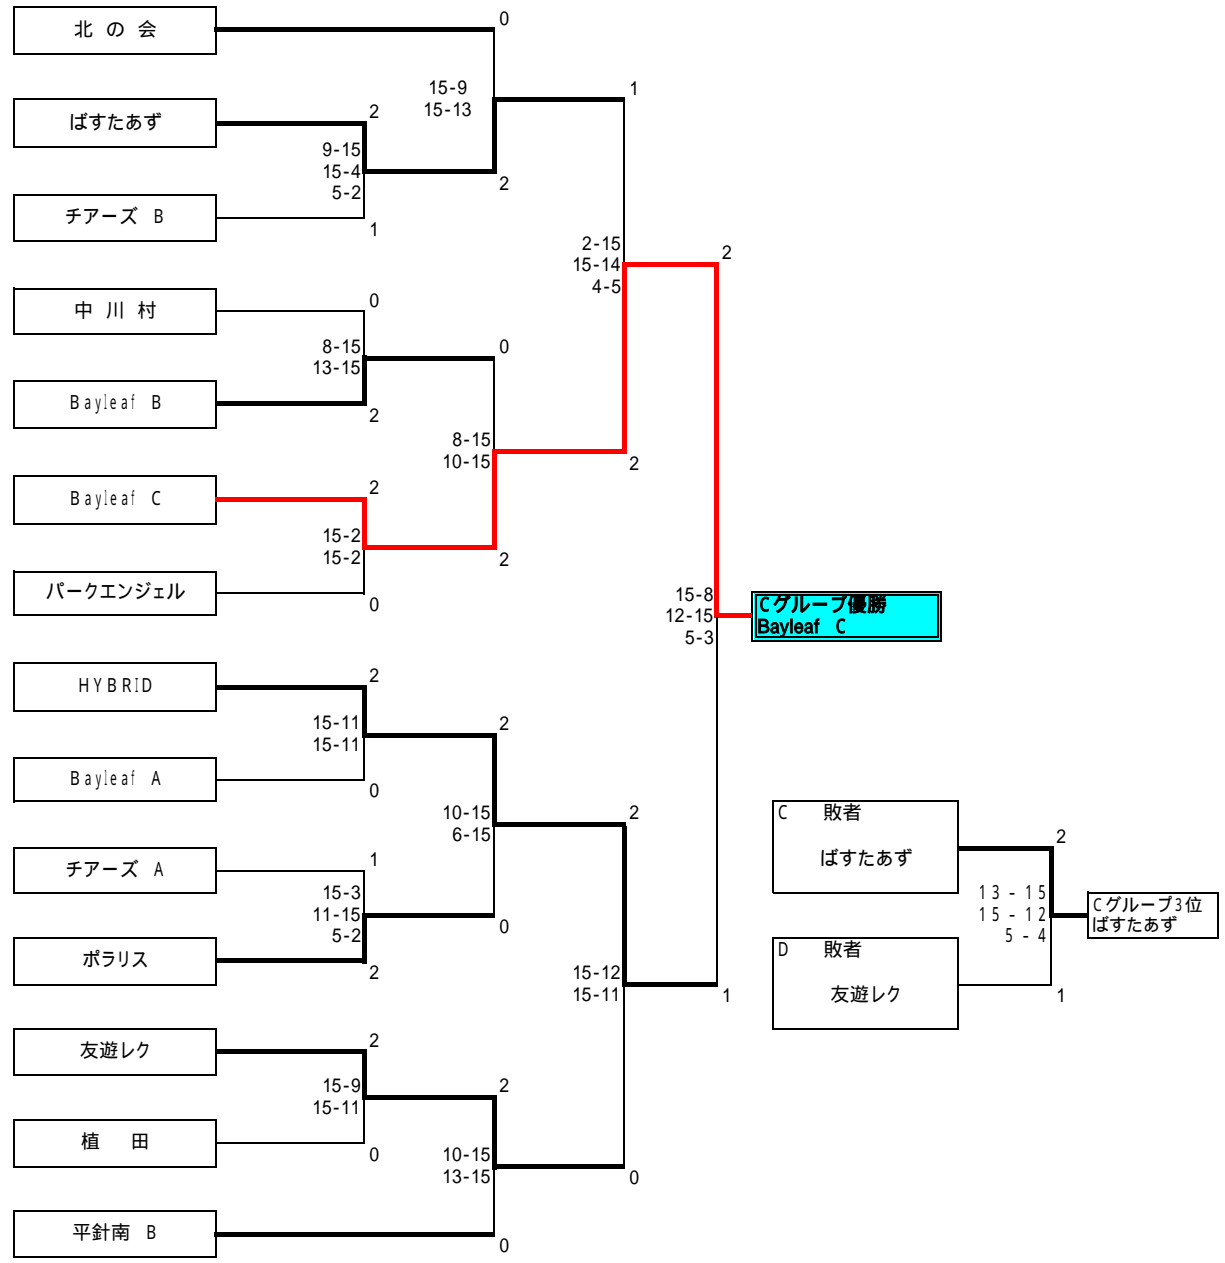 北の会
0
15-9
15-13
1
ばすたあず
2
9-15
15-4
5-2
2
チアーズ B
1
2-15
15-14
4-5
2
中川村
0
8-15
13-15
0
Bayleaf B
2
8-15
10-15
2
Bayleaf C
2
15-2
15-2
2
パークエンジェル
0
15-8
12-15
5-3
Cグループ優勝
Bayleaf C
HYBRID
2
15-11
15-11
2
Bayleaf A
0
10-15
6-15
2
チアーズ A
1
15-3
11-15
5-2
0
ポラリス
2
15-12
15-11
1
友遊レク
2
15-9
15-11
2
植田
0
10-15
13-15
0
平針南 B
0
C 敗者
ばすたあず
2
13-15
15-12
5-4
Cグループ3位
ばすたあず
D 敗者
友遊レク
1